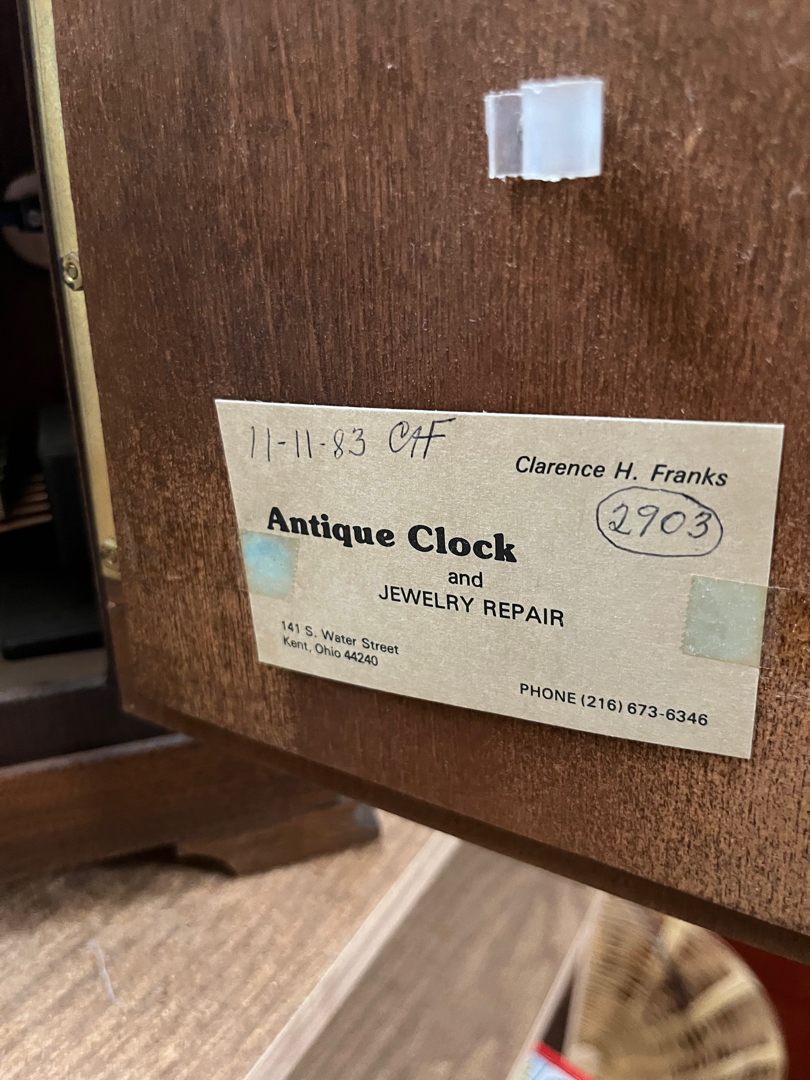 11-11-83 CHF
Clarence H. Franks
2903
Antique Clock
and
JEWELRY REPAIR
141 S. Water Street
Kent, Ohio 44240
PHONE (216) 673-6346